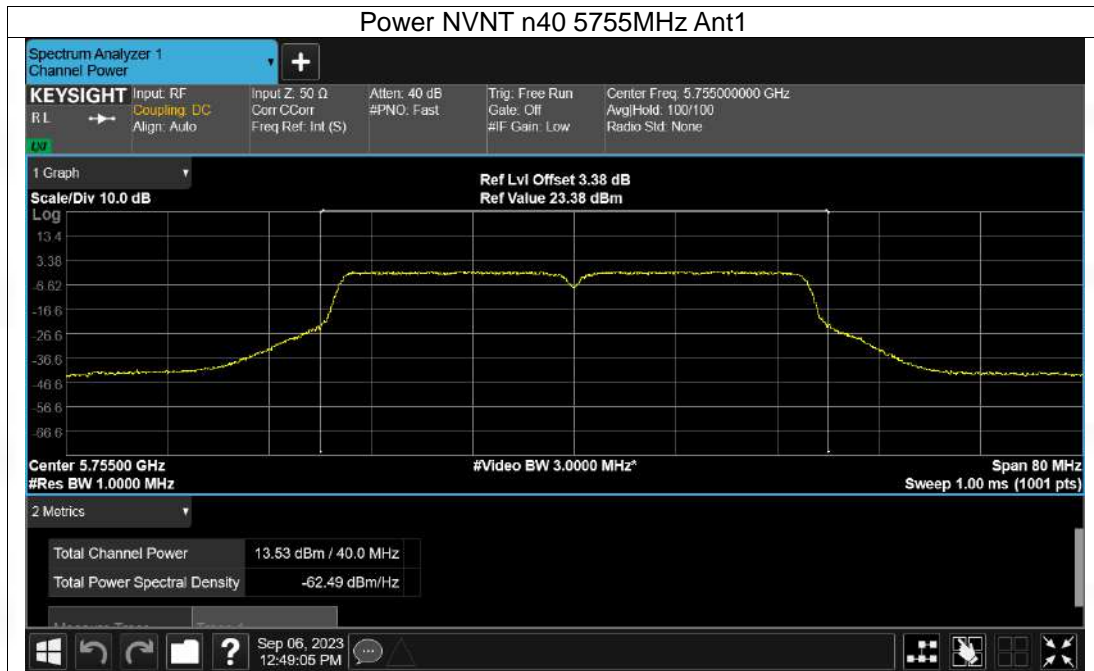 Power NVNT n40 5755MHz Ant1
Spectrum Analyzer 1
Channel Power
KEYSIGHT
RL
LXI
Input: RF
Coupling: DC
Align: Auto
Input Z: 50 Ω
Corr CCorr
Freq Ref: Int (S)
Atten: 40 dB
#PNO: Fast
Trig: Free Run
Gate: Off
#IF Gain: Low
Center Freq: 5.755000000 GHz
Avg|Hold: 100/100
Radio Std: None
1 Graph
Scale/Div 10.0 dB
Ref Lvl Offset 3.38 dB
Ref Value 23.38 dBm
Log
13.4
3.38
-6.62
-16.6
-26.6
-36.6
-46.6
-56.6
-66.6
Center 5.75500 GHz
#Res BW 1.0000 MHz
#Video BW 3.0000 MHz*
Span 80 MHz
Sweep 1.00 ms (1001 pts)
2 Metrics
Total Channel Power 13.53 dBm / 40.0 MHz
Total Power Spectral Density -62.49 dBm/Hz
Sep 06, 2023
12:49:05 PM